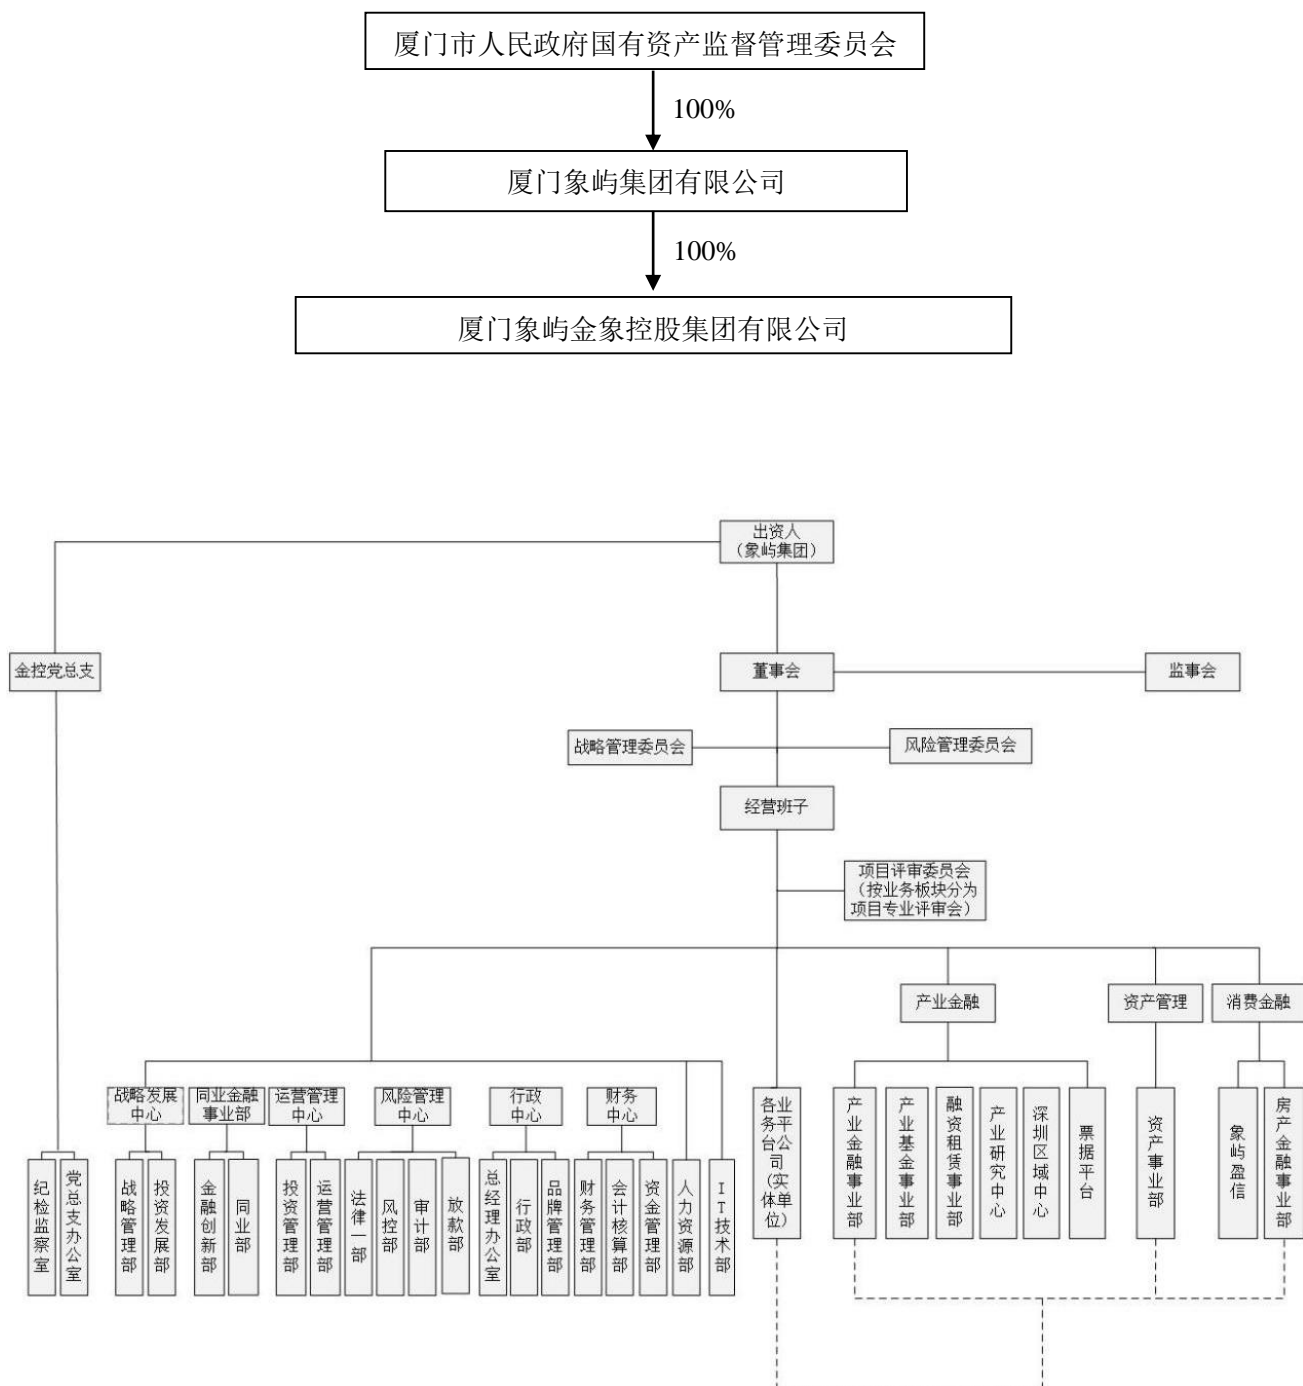 厦门市人民政府国有资产监督管理委员会
100%
厦门象屿集团有限公司
100%
厦门象屿金象控股集团有限公司
出资人
（象屿集团）
金控党总支
董事会
监事会
战略管理委员会
风险管理委员会
经营班子
项目评审委员会
（按业务板块分为
项目专业评审会）
产业金融
资产管理
消费金融
战略发展
中心
同业金融
事业部
运营管理
中心
风险管理
中心
行政
中心
财务
中心
纪检监察室
党总支办公室
战略管理部
投资发展部
金融创新部
同业部
投资管理部
运营管理部
法律一部
风控部
审计部
放款部
总经理办公室
行政部
品牌管理部
财务管理部
会计核算部
资金管理部
人力资源部
IT技术部
各业务平台公司（实体单位）
产业金融事业部
产业基金事业部
融资租赁事业部
产业研究中心
深圳区域中心
票据平台
资产事业部
象屿盈信
房产金融事业部